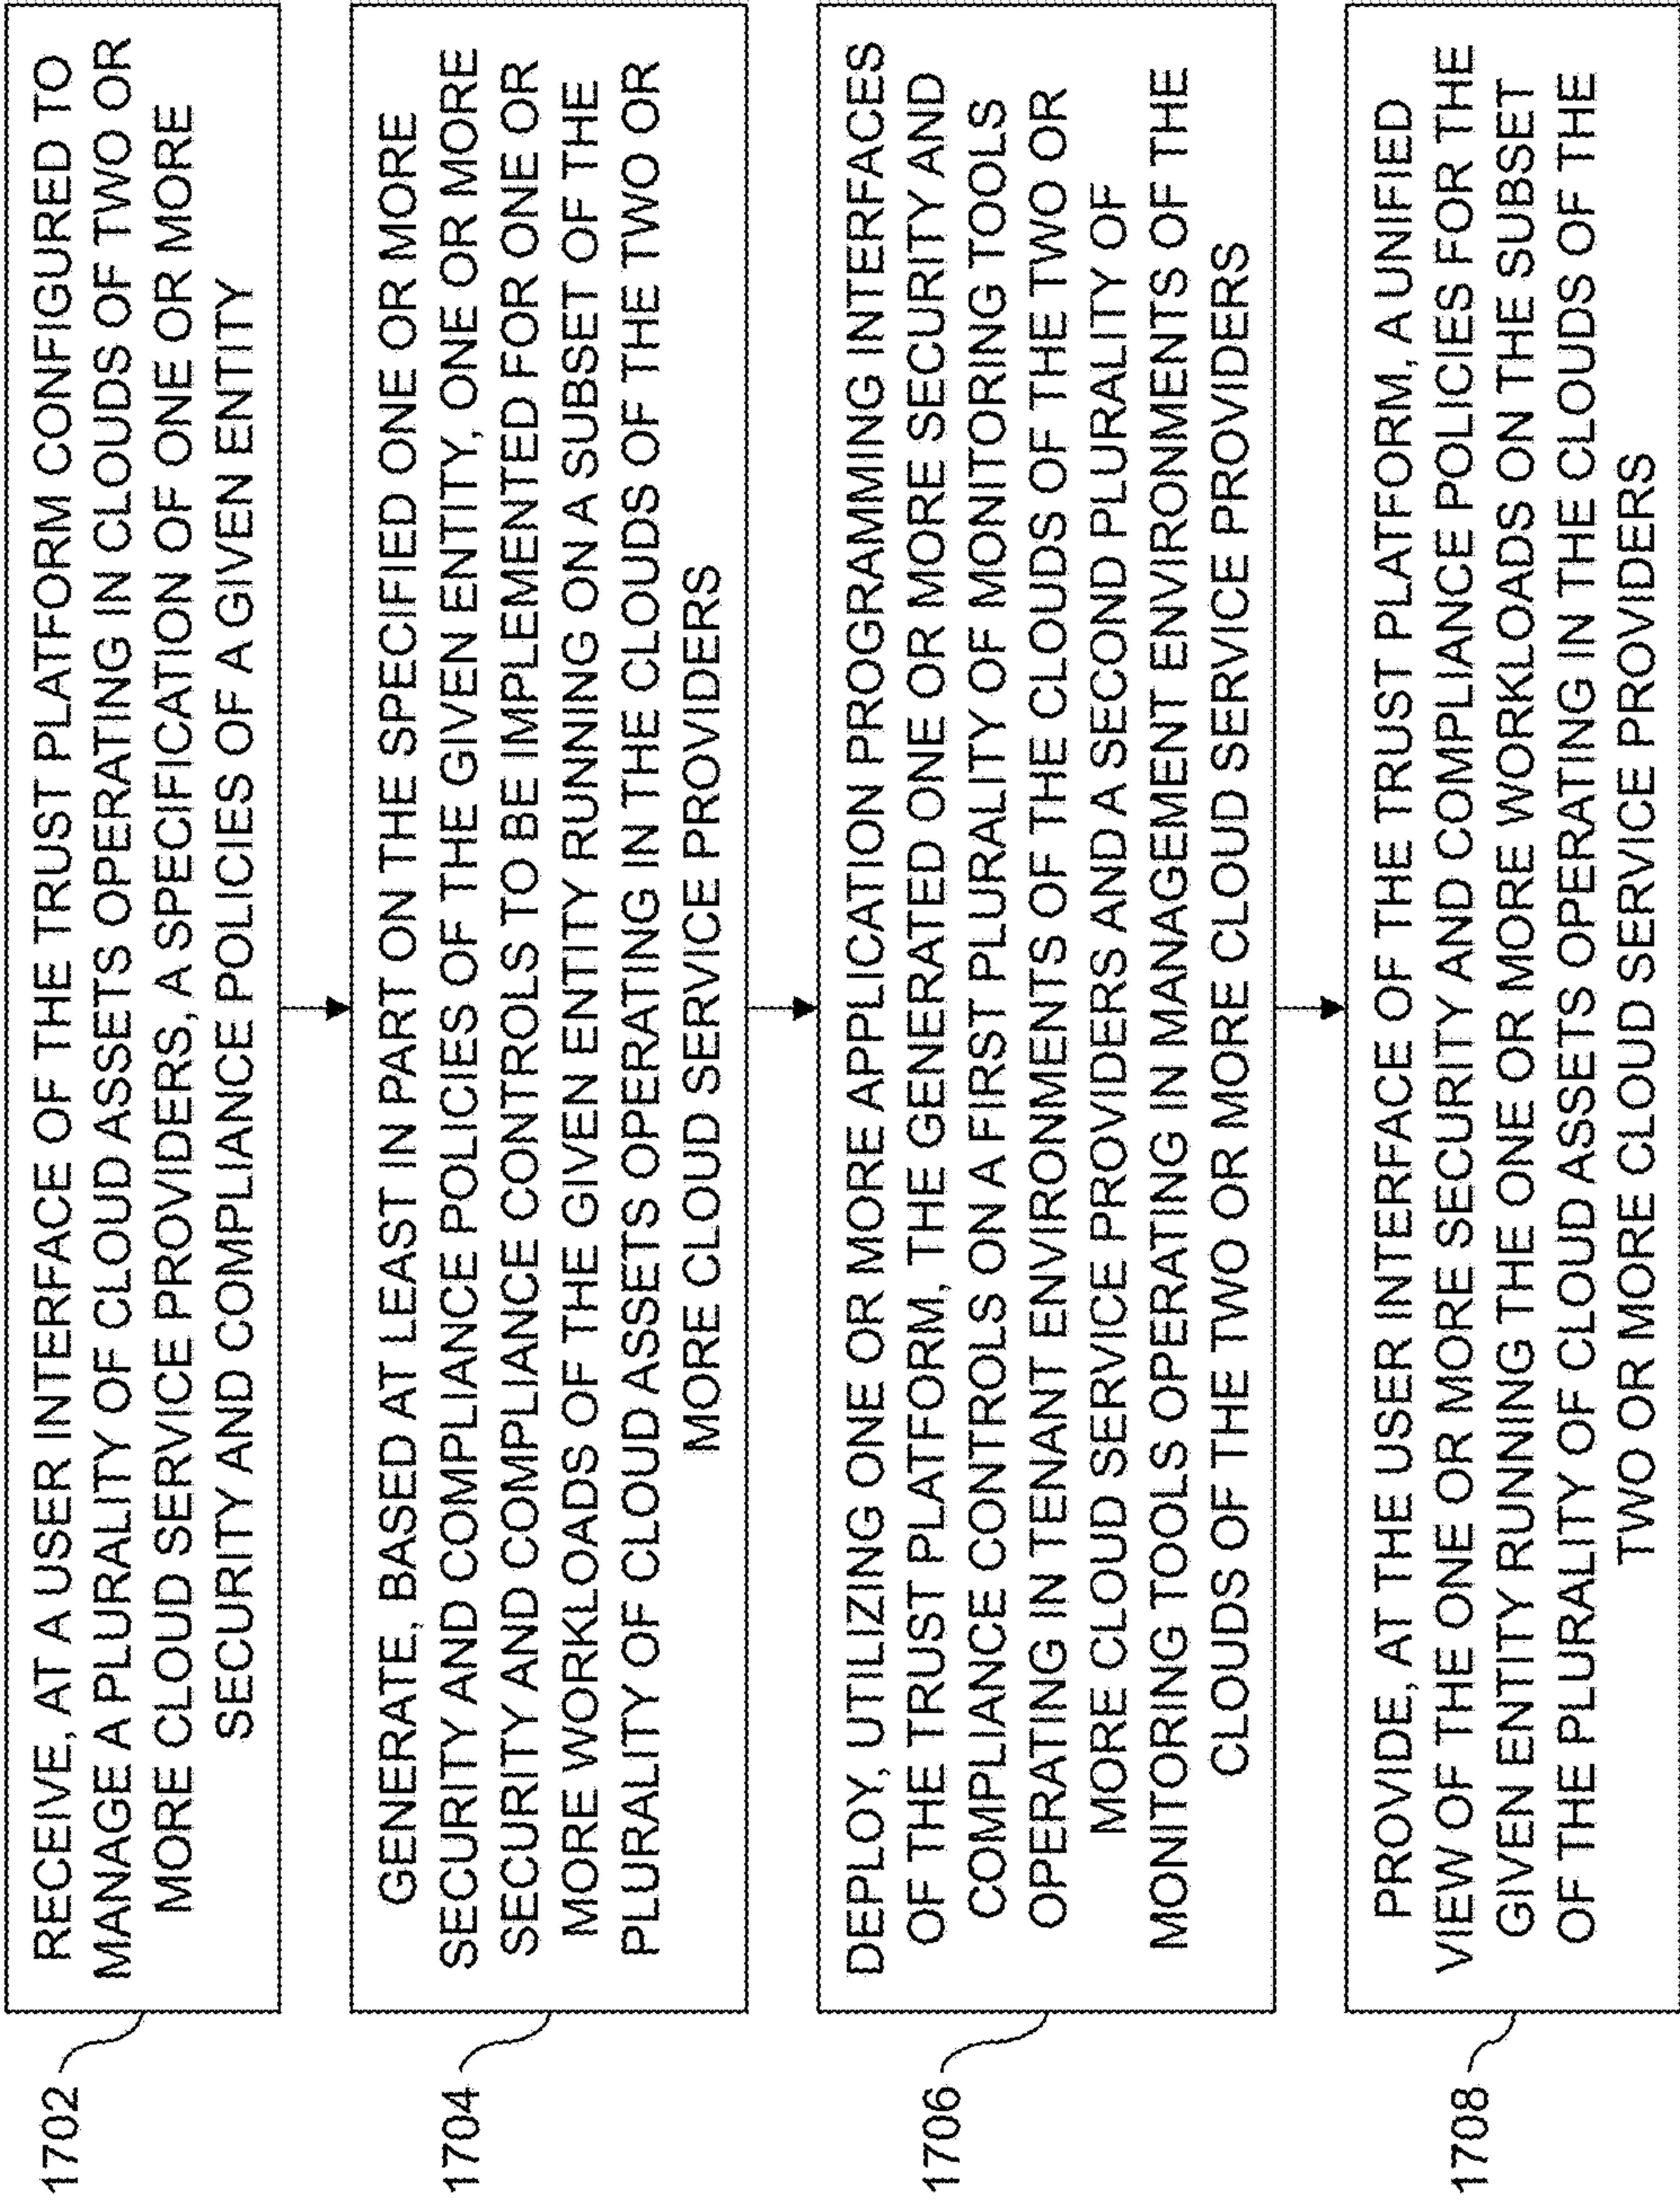 1702
RECEIVE, AT A USER INTERFACE OF THE TRUST PLATFORM CONFIGURED TO
MANAGE A PLURALITY OF CLOUD ASSETS OPERATING IN CLOUDS OF TWO OR
MORE CLOUD SERVICE PROVIDERS, A SPECIFICATION OF ONE OR MORE
SECURITY AND COMPLIANCE POLICIES OF A GIVEN ENTITY
1704
GENERATE, BASED AT LEAST IN PART ON THE SPECIFIED ONE OR MORE
SECURITY AND COMPLIANCE POLICIES OF THE GIVEN ENTITY, ONE OR MORE
SECURITY AND COMPLIANCE CONTROLS TO BE IMPLEMENTED FOR ONE OR
MORE WORKLOADS OF THE GIVEN ENTITY RUNNING ON A SUBSET OF THE
PLURALITY OF CLOUD ASSETS OPERATING IN THE CLOUDS OF THE TWO OR
MORE CLOUD SERVICE PROVIDERS
1706
DEPLOY, UTILIZING ONE OR MORE APPLICATION PROGRAMMING INTERFACES
OF THE TRUST PLATFORM, THE GENERATED ONE OR MORE SECURITY AND
COMPLIANCE CONTROLS ON A FIRST PLURALITY OF MONITORING TOOLS
OPERATING IN TENANT ENVIRONMENTS OF THE CLOUDS OF THE TWO OR
MORE CLOUD SERVICE PROVIDERS AND A SECOND PLURALITY OF
MONITORING TOOLS OPERATING IN MANAGEMENT ENVIRONMENTS OF THE
CLOUDS OF THE TWO OR MORE CLOUD SERVICE PROVIDERS
1708
PROVIDE, AT THE USER INTERFACE OF THE TRUST PLATFORM, A UNIFIED
VIEW OF THE ONE OR MORE SECURITY AND COMPLIANCE POLICIES FOR THE
GIVEN ENTITY RUNNING THE ONE OR MORE WORKLOADS ON THE SUBSET
OF THE PLURALITY OF CLOUD ASSETS OPERATING IN THE CLOUDS OF THE
TWO OR MORE CLOUD SERVICE PROVIDERS